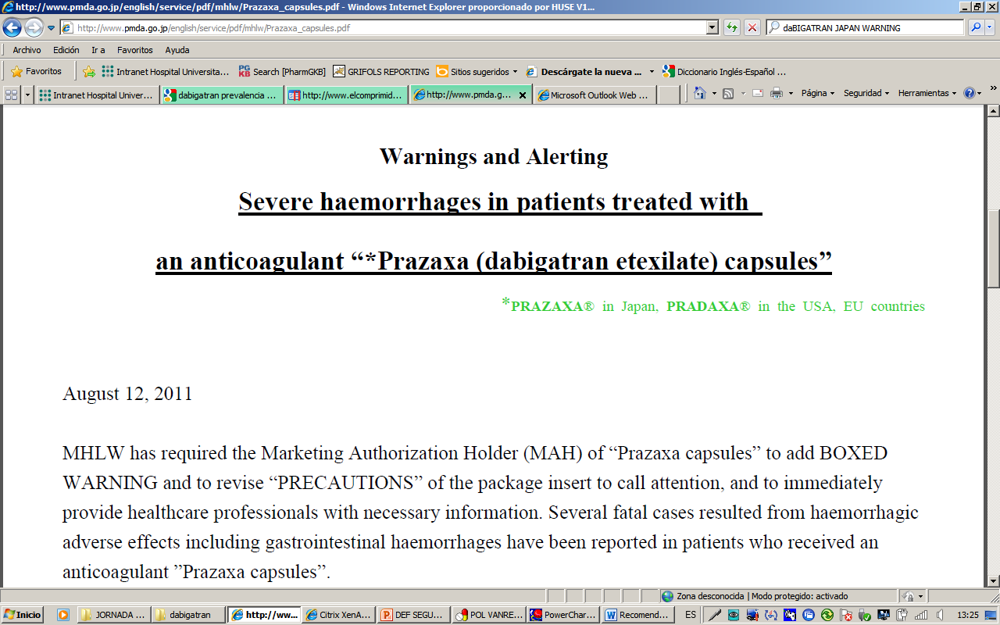 http://www.pmda.go.jp/english/service/pdf/mhlw/Prazaxa_capsules.pdf - Windows Internet Explorer proporcionado por HUSE V1...
http://www.pmda.go.jp/english/service/pdf/mhlw/Prazaxa_capsules.pdf
daBIGATRAN JAPAN WARNING
Archivo Edición Ir a Favoritos Ayuda
Favoritos Intranet Hospital Universita... PG KB Search [PharmGKB] GRIFOLS REPORTING Sitios sugeridos Descárgate la nueva ... Diccionario Inglés-Español ...
Intranet Hospital Univer... dabigatran prevalencia ... http://www.elcomprimid... http://www.pmda.g... Microsoft Outlook Web ... Página Seguridad Herramientas
Warnings and Alerting
Severe haemorrhages in patients treated with
an anticoagulant “*Prazaxa (dabigatran etexilate) capsules”
*PRAZAXA® in Japan, PRADAXA® in the USA, EU countries
August 12, 2011
MHLW has required the Marketing Authorization Holder (MAH) of “Prazaxa capsules” to add BOXED
WARNING and to revise “PRECAUTIONS” of the package insert to call attention, and to immediately
provide healthcare professionals with necessary information. Several fatal cases resulted from haemorrhagic
adverse effects including gastrointestinal haemorrhages have been reported in patients who received an
anticoagulant ”Prazaxa capsules”.
Zona desconocida | Modo protegido: activado
Inicio JORNADA ... dabigatran http://ww... Citrix XenA... DEF SEGU... POL VANRE... PowerChar... Recomend... ES 13:25